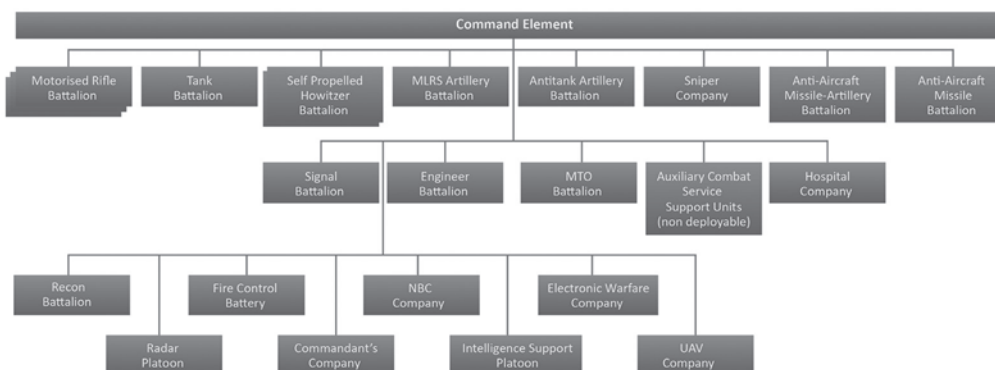 Command Element
Motorised Rifle
Battalion
Tank
Battalion
Self Propelled
Howitzer
Battalion
MLRS Artillery
Battalion
Antitank Artillery
Battalion
Sniper
Company
Anti-Aircraft
Missile-Artillery
Battalion
Anti-Aircraft
Missile
Battalion
Signal
Battalion
Engineer
Battalion
MTO
Battalion
Auxiliary Combat
Service
Support Units
(non deployable)
Hospital
Company
Recon
Battalion
Fire Control
Battery
NBC
Company
Electronic Warfare
Company
Radar
Platoon
Commandant's
Company
Intelligence Support
Platoon
UAV
Company